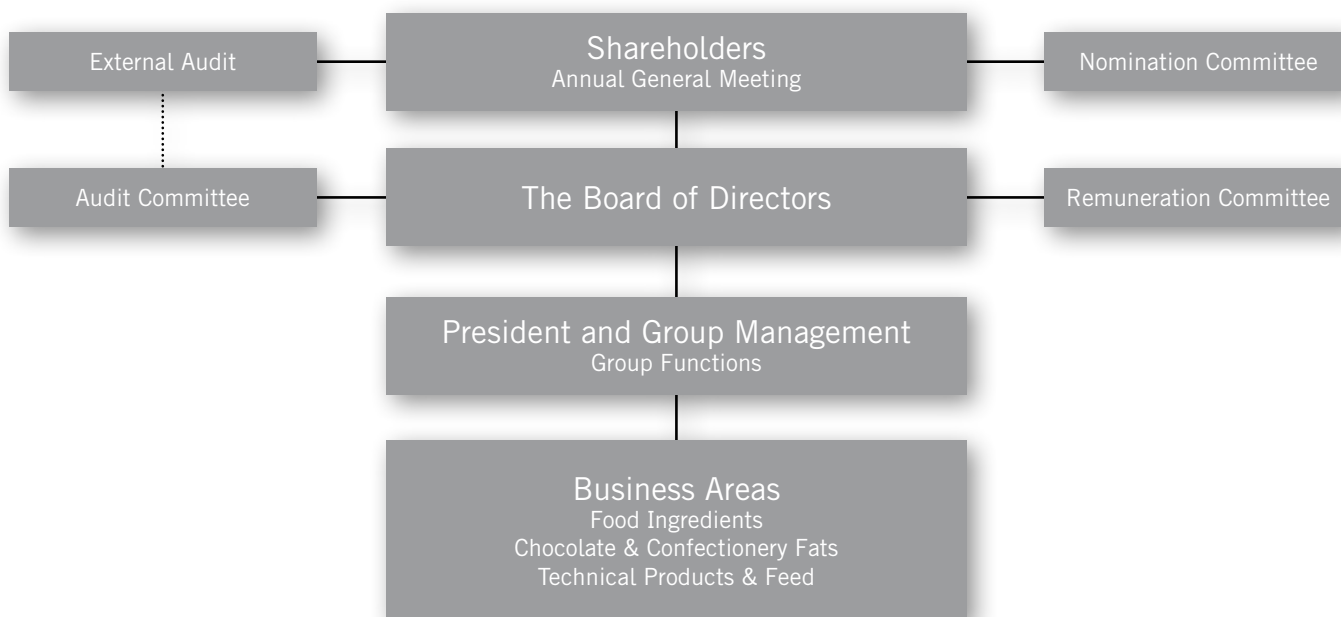 Shareholders
Annual General Meeting
External Audit
Nomination Committee
The Board of Directors
Audit Committee
Remuneration Committee
President and Group Management
Group Functions
Business Areas
Food Ingredients
Chocolate & Confectionery Fats
Technical Products & Feed